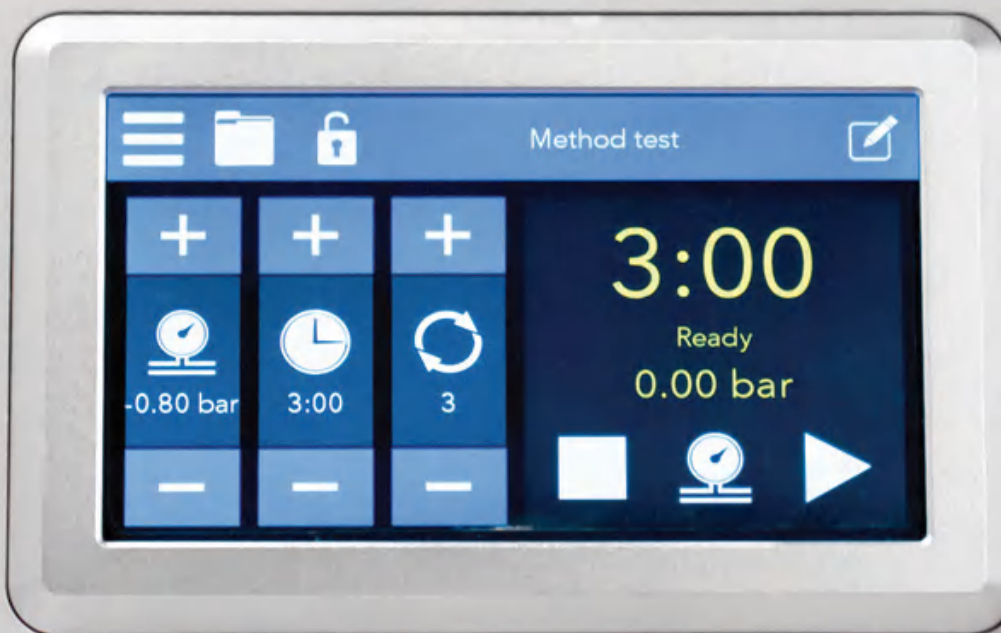 Method test
+ + +
-0.80 bar 3:00 3
- - -
3:00
Ready
0.00 bar